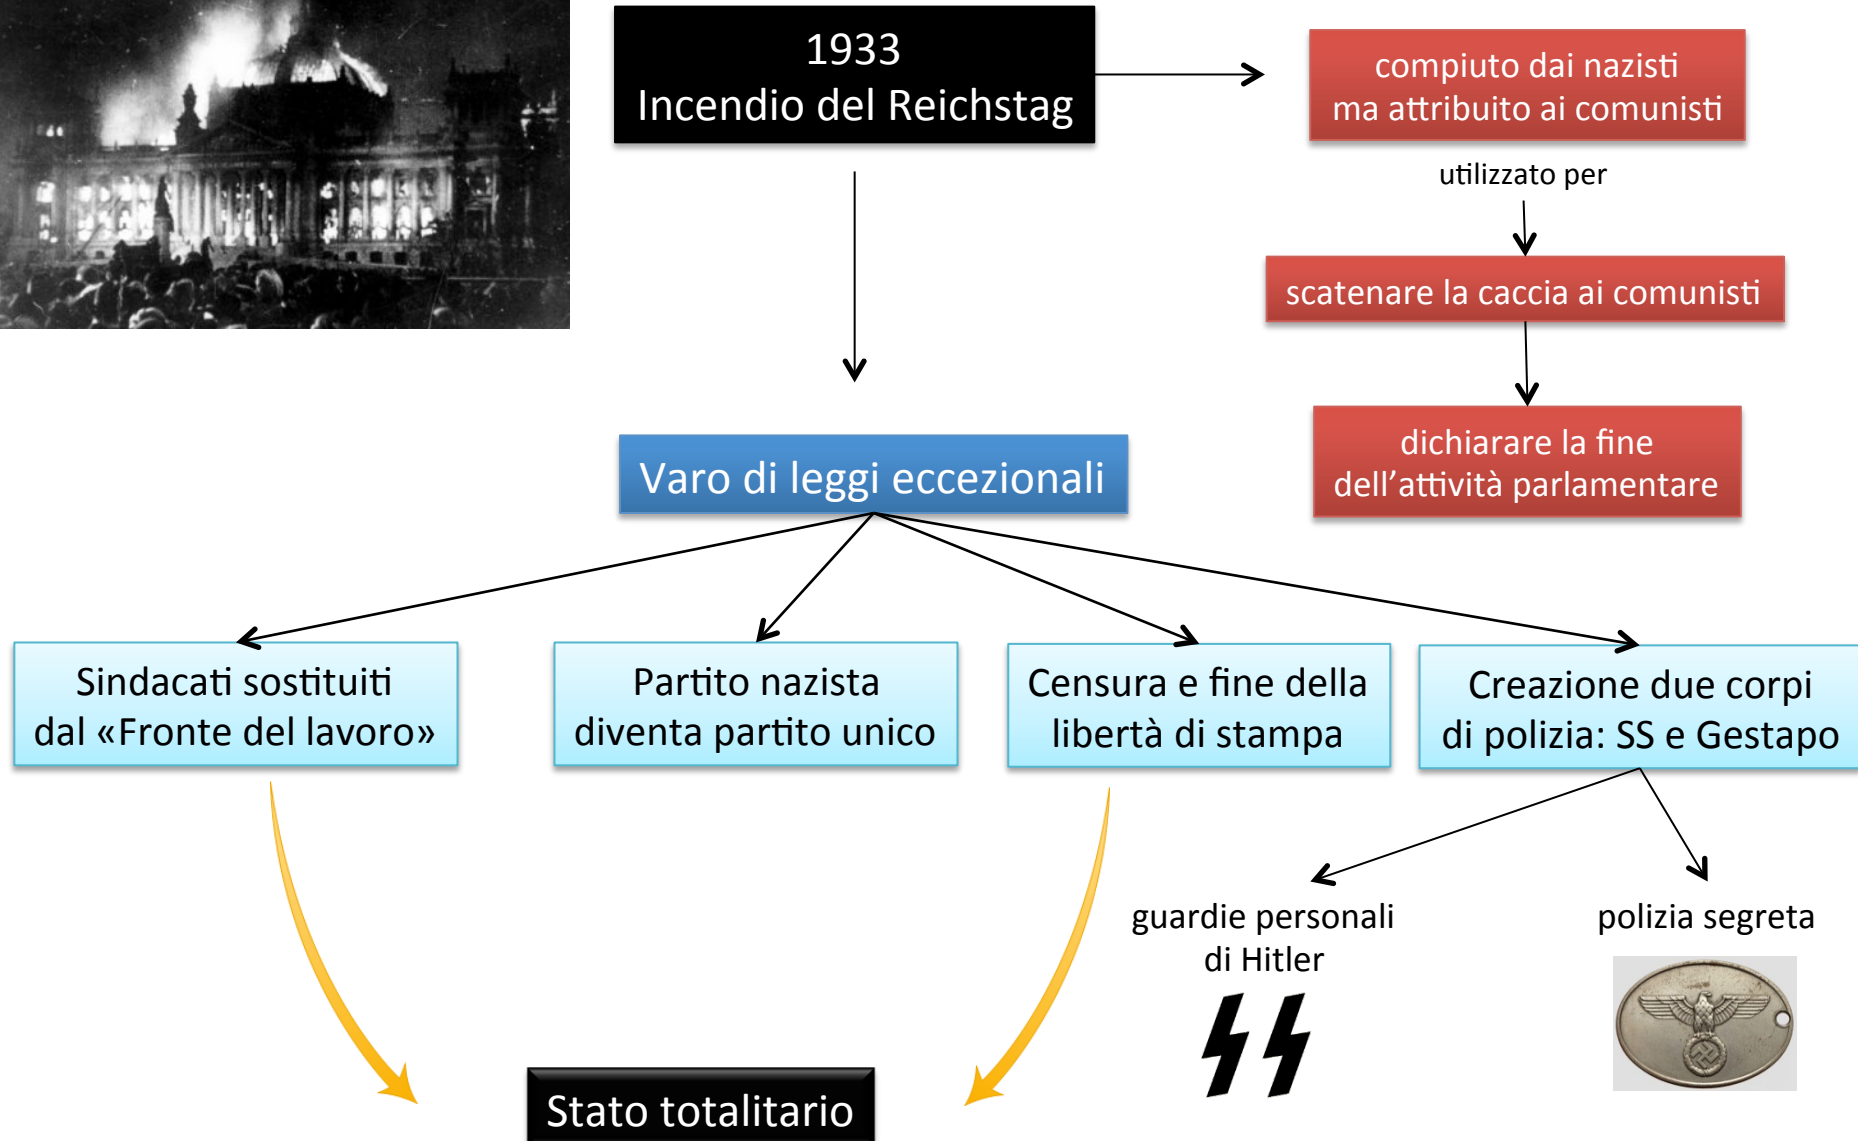 1933
Incendio del Reichstag
compiuto dai nazisti
ma attribuito ai comunisti
utilizzato per
scatenare la caccia ai comunisti
dichiarare la fine
dell’attività parlamentare
Varo di leggi eccezionali
Sindacati sostituiti
dal «Fronte del lavoro»
Partito nazista
diventa partito unico
Censura e fine della
libertà di stampa
Creazione due corpi
di polizia: SS e Gestapo
guardie personali
di Hitler
polizia segreta
Stato totalitario